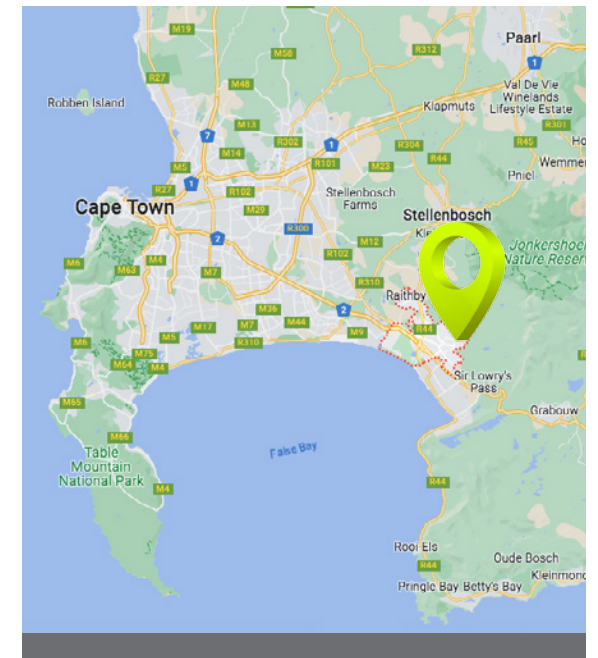 M19
Paarl
R312
M58
1
R27
M48
Val De Vie
Winelands
Lifestyle Estate
Robben Island
Klapmuts
M13
R301
7
R302
1
R304
R45
M14
R101
R44
M5
M23
Wemme
Pniel
R27
1
R102
Stellenbosch
Farms
Cape Town
M29
Stellenbosch
R300
2
M12
Jonkershoe
Nature Reser
M6
M4
R102
M63
M7
R310
Raithby
M36
2
M17
M7
M44
M9
R44
M6
M5
R310
M75
M64
M4
Sir Lowry's
Pass
M65
Grabouw
M66
False Bay
Table
Mountain
National Park
R44
M4
Rooi Els
Oude Bosch
R44
Kleinmond
Pringle Bay
Betty's Bay